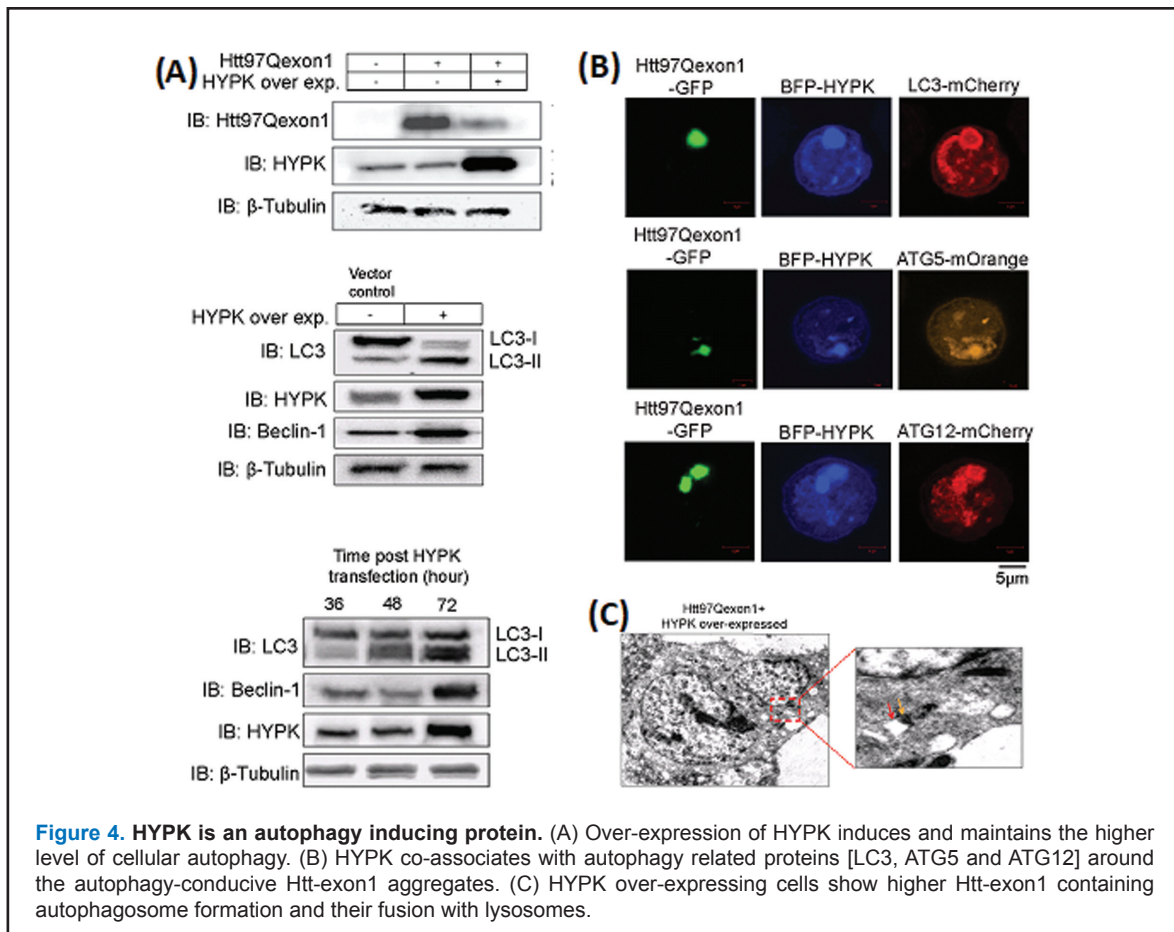 (A)
Htt97Qexon1 - + +
HYPK over exp. - - +
IB: Htt97Qexon1
IB: HYPK
IB: β-Tubulin
Vector
control
HYPK over exp. - +
IB: LC3
LC3-I
LC3-II
IB: HYPK
IB: Beclin-1
IB: β-Tubulin
Time post HYPK
transfection (hour)
36 48 72
IB: LC3
LC3-I
LC3-II
IB: Beclin-1
IB: HYPK
IB: β-Tubulin
(B)
Htt97Qexon1
-GFP
BFP-HYPK
LC3-mCherry
Htt97Qexon1
-GFP
BFP-HYPK
ATG5-mOrange
Htt97Qexon1
-GFP
BFP-HYPK
ATG12-mCherry
5µm
(C)
Htt97Qexon1+
HYPK over-expressed
Figure 4. HYPK is an autophagy inducing protein. (A) Over-expression of HYPK induces and maintains the higher
level of cellular autophagy. (B) HYPK co-associates with autophagy related proteins [LC3, ATG5 and ATG12] around
the autophagy-conducive Htt-exon1 aggregates. (C) HYPK over-expressing cells show higher Htt-exon1 containing
autophagosome formation and their fusion with lysosomes.